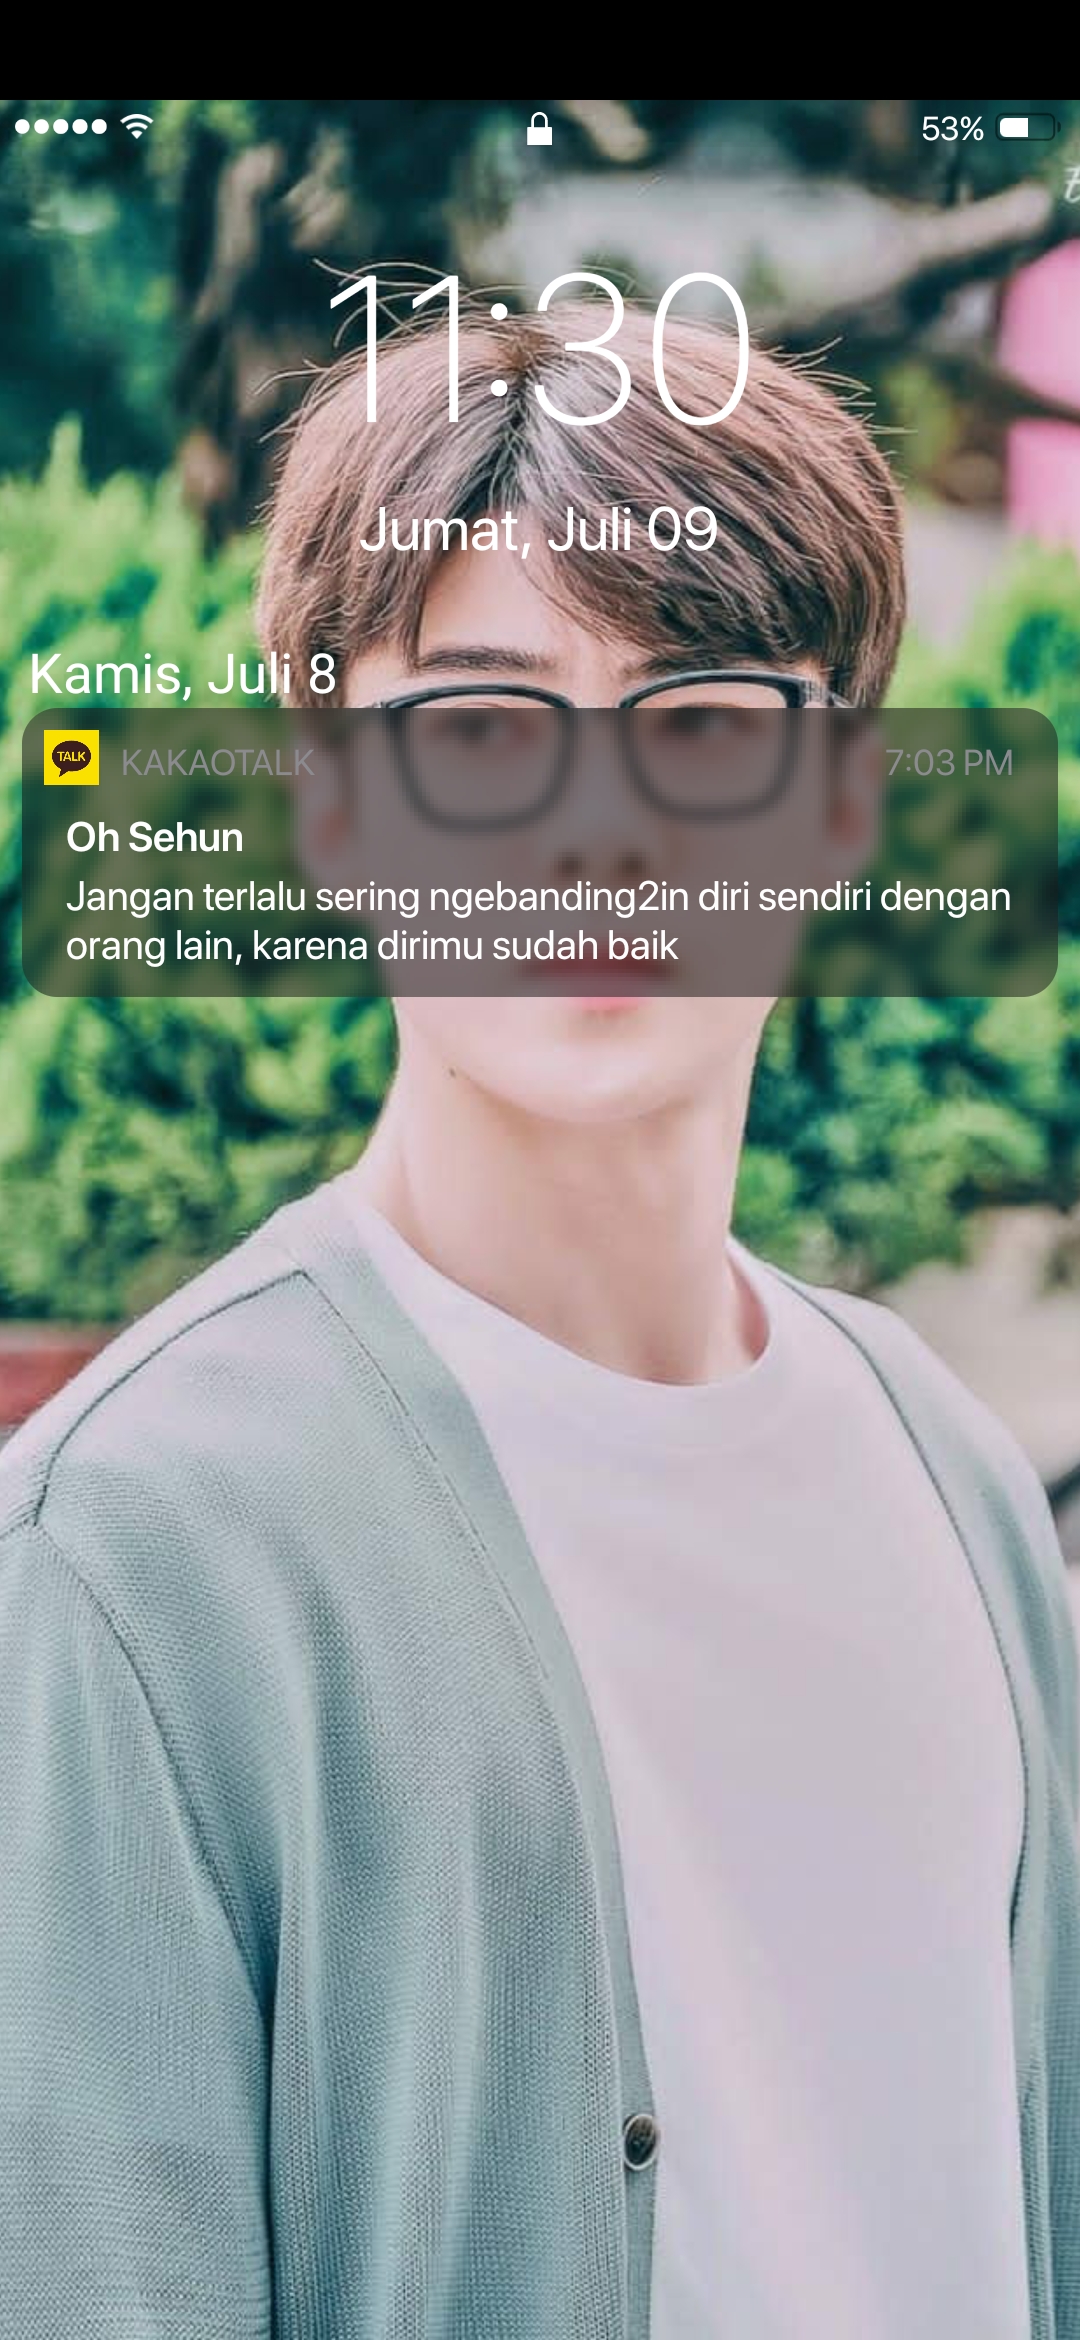 53%
11:30
Jumat, Juli 09
Kamis, Juli 8
TALK
KAKAOTALK
7:03 PM
Oh Sehun
Jangan terlalu sering ngebanding2in diri sendiri dengan
orang lain, karena dirimu sudah baik